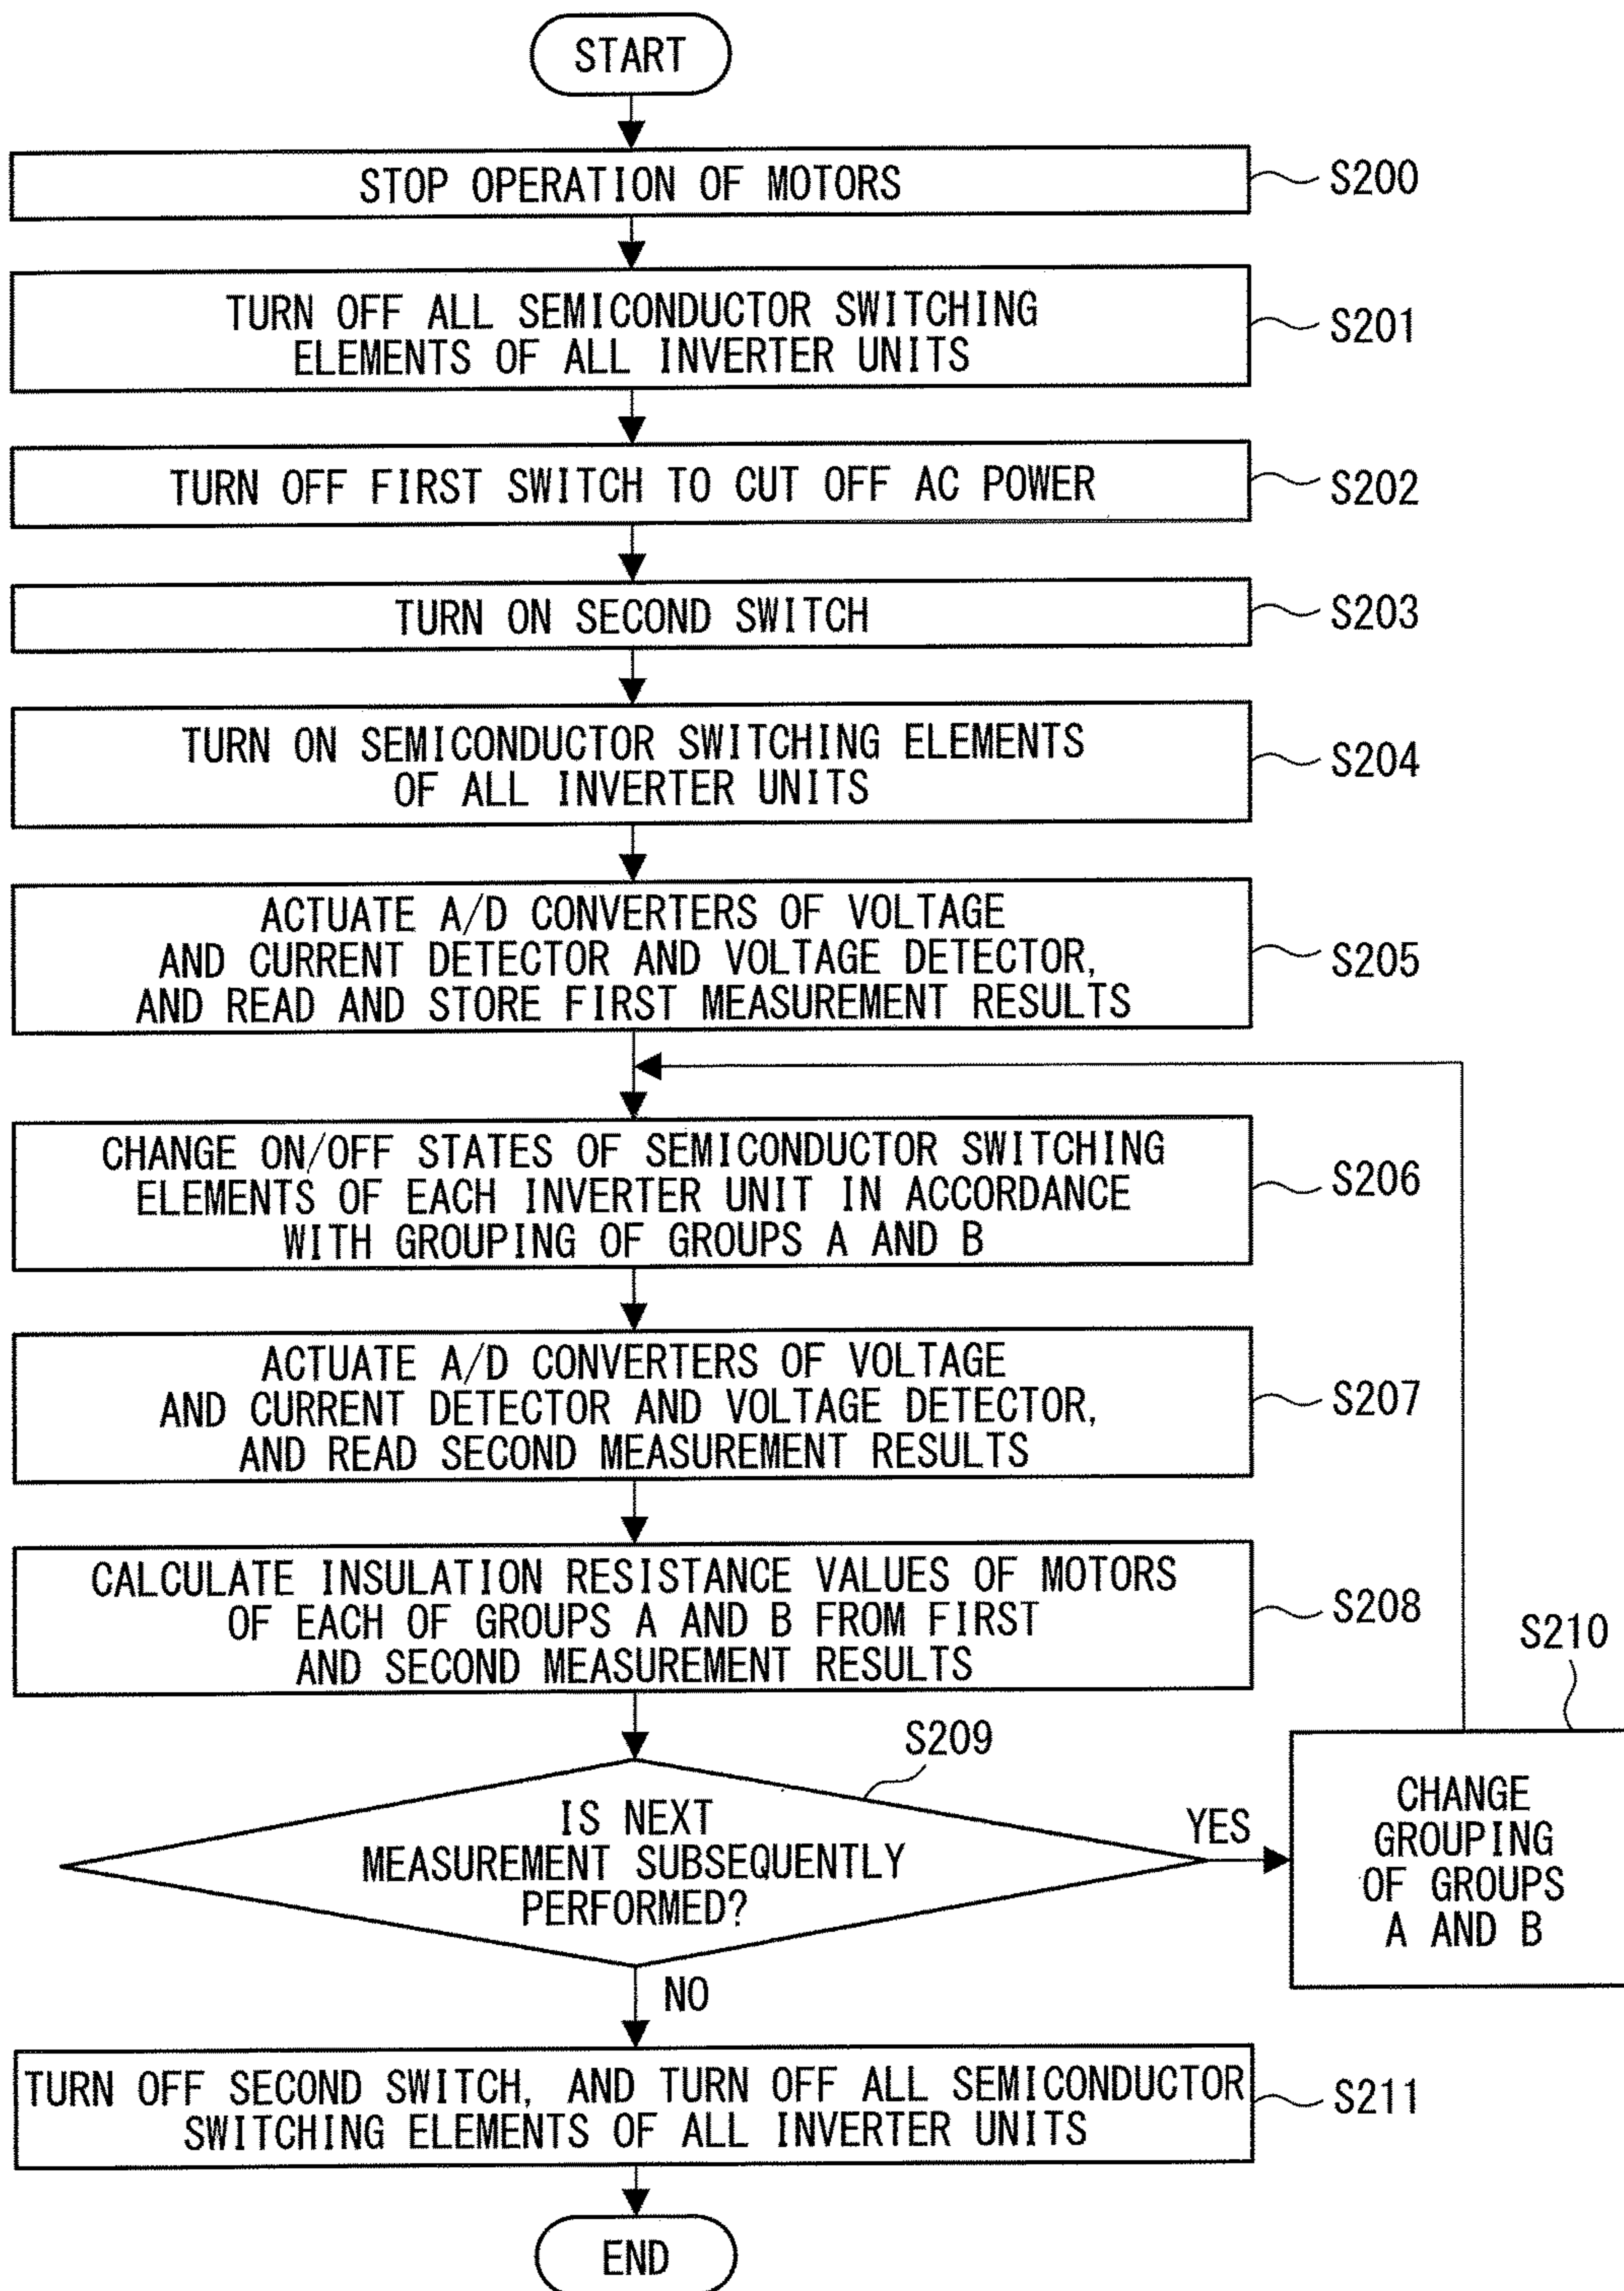 START
STOP OPERATION OF MOTORS
S200
TURN OFF ALL SEMICONDUCTOR SWITCHING
ELEMENTS OF ALL INVERTER UNITS
S201
TURN OFF FIRST SWITCH TO CUT OFF AC POWER
S202
TURN ON SECOND SWITCH
S203
TURN ON SEMICONDUCTOR SWITCHING ELEMENTS
OF ALL INVERTER UNITS
S204
ACTUATE A/D CONVERTERS OF VOLTAGE
AND CURRENT DETECTOR AND VOLTAGE DETECTOR,
AND READ AND STORE FIRST MEASUREMENT RESULTS
S205
CHANGE ON/OFF STATES OF SEMICONDUCTOR SWITCHING
ELEMENTS OF EACH INVERTER UNIT IN ACCORDANCE
WITH GROUPING OF GROUPS A AND B
S206
ACTUATE A/D CONVERTERS OF VOLTAGE
AND CURRENT DETECTOR AND VOLTAGE DETECTOR,
AND READ SECOND MEASUREMENT RESULTS
S207
CALCULATE INSULATION RESISTANCE VALUES OF MOTORS
OF EACH OF GROUPS A AND B FROM FIRST
AND SECOND MEASUREMENT RESULTS
S208
S209
IS NEXT
MEASUREMENT SUBSEQUENTLY
PERFORMED?
YES
S210
CHANGE
GROUPING
OF GROUPS
A AND B
NO
TURN OFF SECOND SWITCH, AND TURN OFF ALL SEMICONDUCTOR
SWITCHING ELEMENTS OF ALL INVERTER UNITS
S211
END